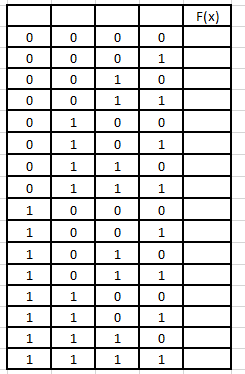 F(x)
0 0 0 0
0 0 0 1
0 0 1 0
0 0 1 1
0 1 0 0
0 1 0 1
0 1 1 0
0 1 1 1
1 0 0 0
1 0 0 1
1 0 1 0
1 0 1 1
1 1 0 0
1 1 0 1
1 1 1 0
1 1 1 1